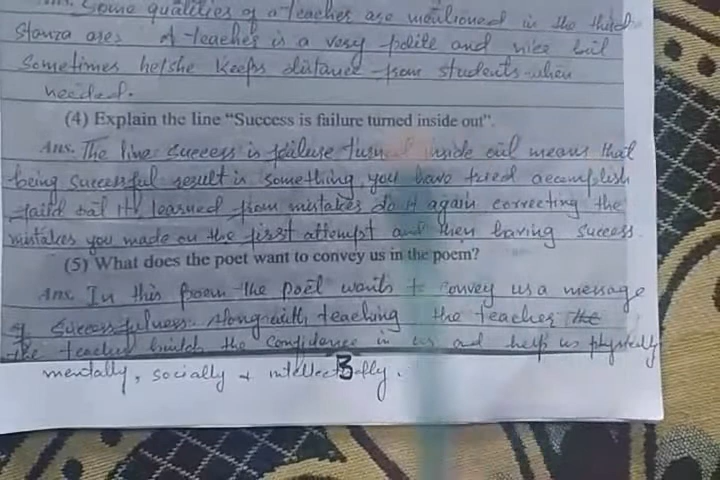 Ans. Some qualities of a teacher are mentioned in the third
stanza ares A teacher is a very polite and nice but
Sometimes he/she keeps distance from students when
needed.
(4) Explain the line "Success is failure turned inside out".
Ans. The line success is failure turned inside out means that
being successful result is something you have tried accomplish
learned from mistakes do it again correcting the
mistakes you made on the first attempt and then having success
(5) What does the poet want to convey us in the poem?
Ans. In this poem the poet wants to convey us a message
of successfulness. Along with teaching the teacher the
the teacher builds the confidence in us and help us physically
mentally, socially + intellectually.
B